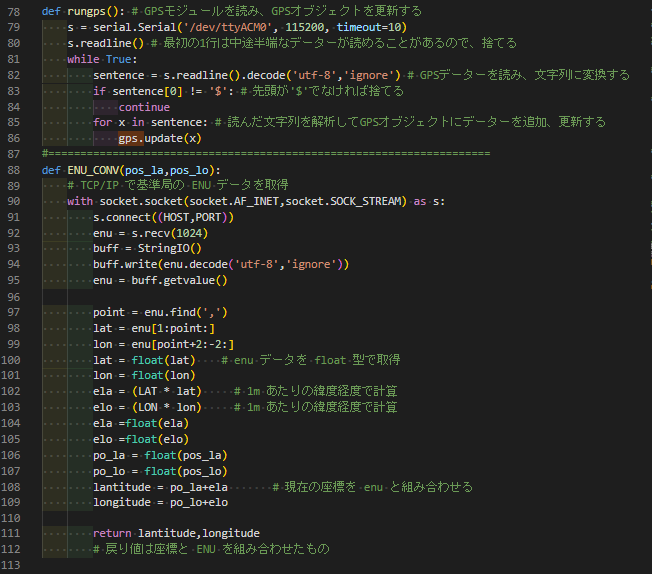 78 def rungps(): # GPSモジュールを読み、GPSオブジェクトを更新する
79 s = serial.Serial('/dev/ttyACM0', 115200, timeout=10)
80 s.readline() # 最初の1行は中途半端なデーターが読めることがあるので、捨てる
81 while True:
82 sentence = s.readline().decode('utf-8','ignore') # GPSデーターを読み、文字列に変換する
83 if sentence[0] != '$': # 先頭が'$'でなければ捨てる
84 continue
85 for x in sentence: # 読んだ文字列を解析してGPSオブジェクトにデーターを追加、更新する
86 gps.update(x)
87 #==================================================================
88 def ENU_CONV(pos_la,pos_lo):
89 # TCP/IP で基準局の ENU データを取得
90 with socket.socket(socket.AF_INET,socket.SOCK_STREAM) as s:
91 s.connect((HOST,PORT))
92 enu = s.recv(1024)
93 buff = StringIO()
94 buff.write(enu.decode('utf-8','ignore'))
95 enu = buff.getvalue()
96
97 point = enu.find(',')
98 lat = enu[1:point:]
99 lon = enu[point+2:-2:]
100 lat = float(lat) # enu データを float 型で取得
101 lon = float(lon)
102 ela = (LAT * lat) # 1m あたりの緯度経度で計算
103 elo = (LON * lon) # 1m あたりの緯度経度で計算
104 ela =float(ela)
105 elo =float(elo)
106 po_la = float(pos_la)
107 po_lo = float(pos_lo)
108 lantitude = po_la+ela # 現在の座標を enu と組み合わせる
109 longitude = po_lo+elo
110
111 return lantitude,longitude
112 # 戻り値は座標と ENU を組み合わせたもの
113